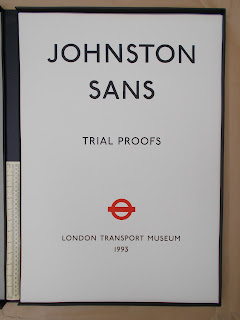 JOHNSTON
SANS
TRIAL PROOFS
LONDON TRANSPORT MUSEUM
1993